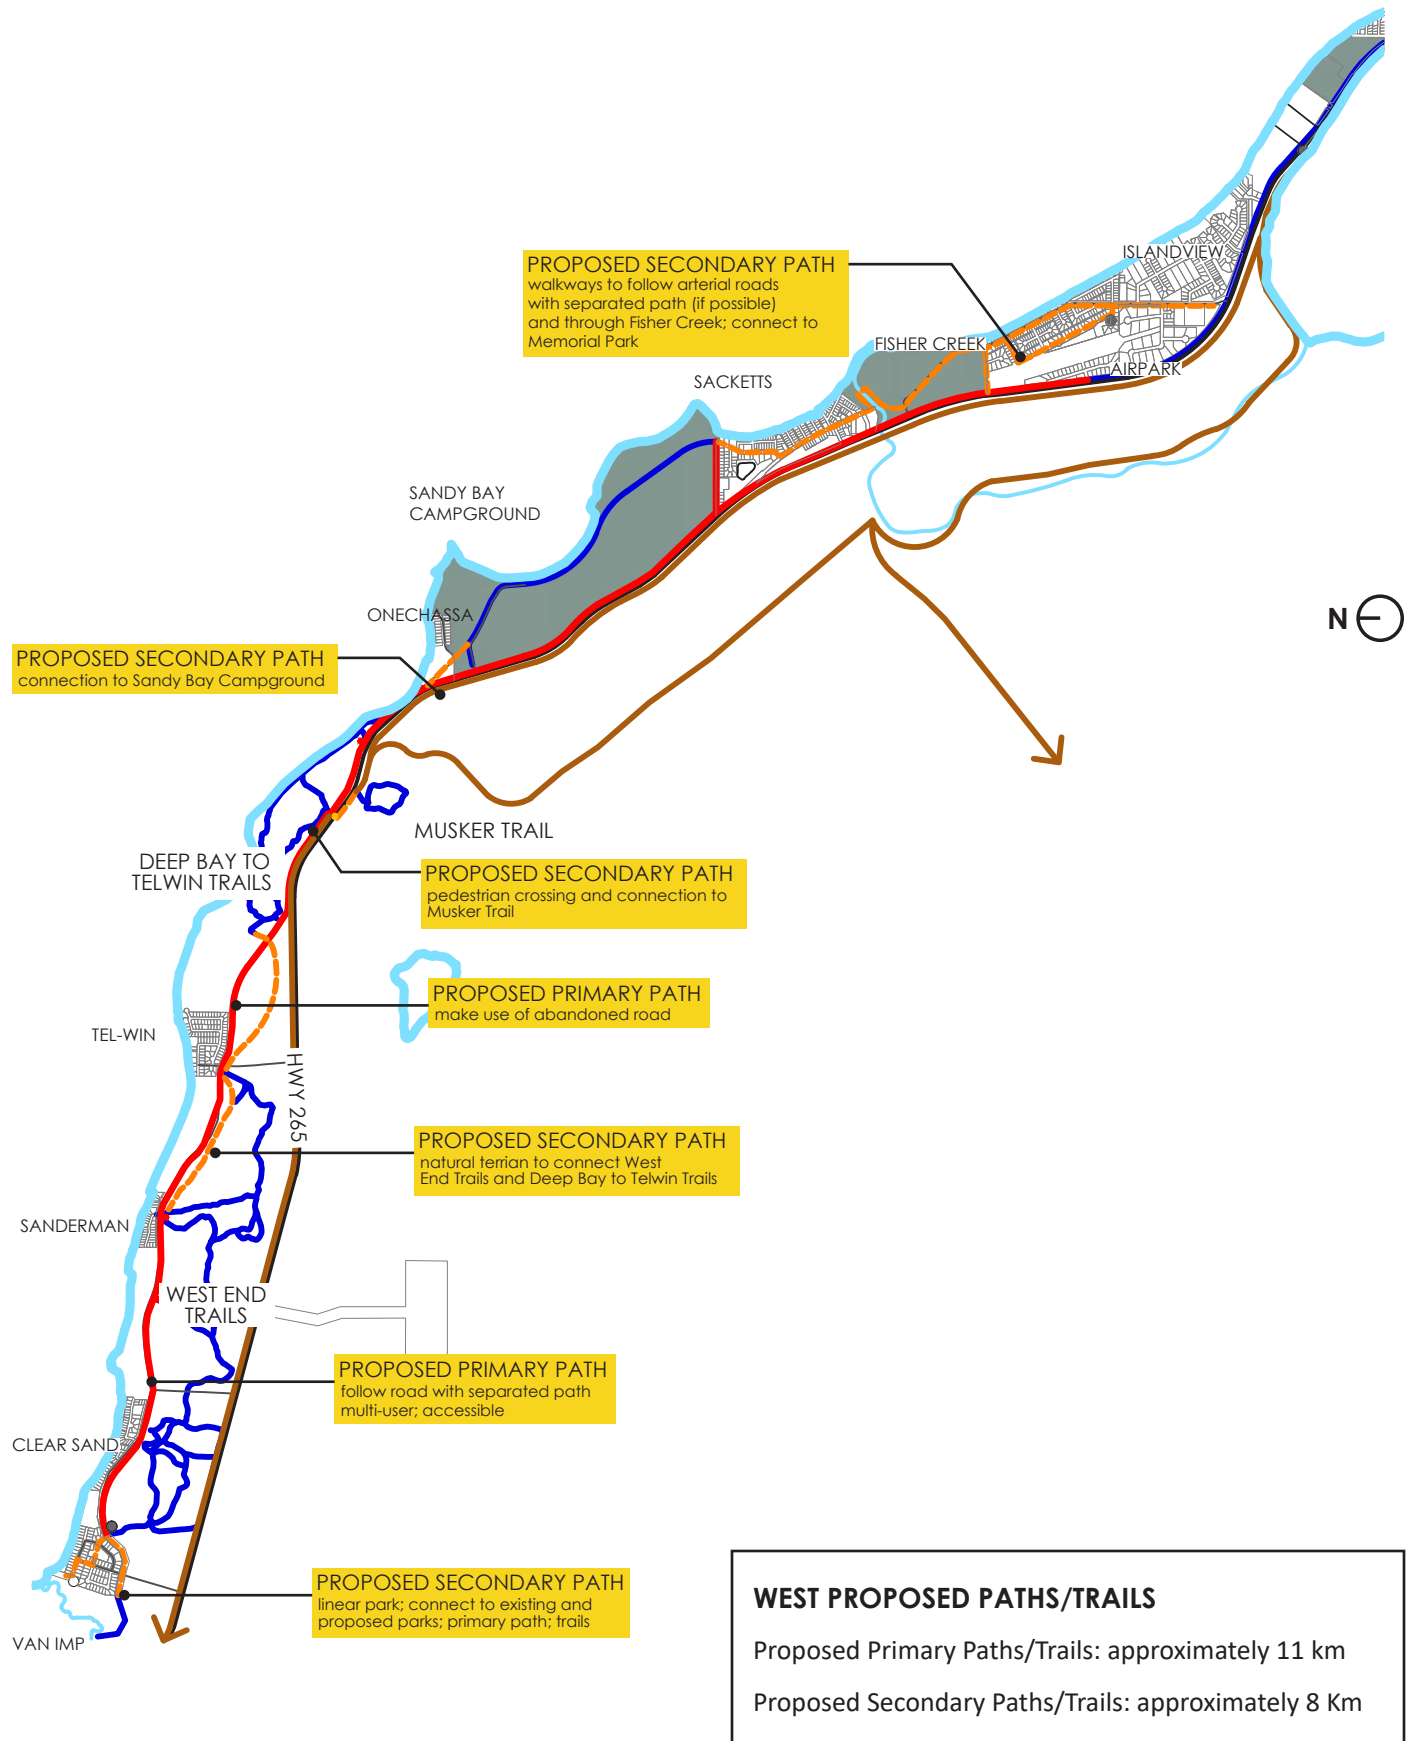 ISLANDVIEW
PROPOSED SECONDARY PATH
walkways to follow arterial roads
with separated path (if possible)
and through Fisher Creek; connect to
Memorial Park
FISHER CREEK
AIRPARK
SACKETTS
SANDY BAY
CAMPGROUND
ONECHASSA
N
PROPOSED SECONDARY PATH
connection to Sandy Bay Campground
MUSKER TRAIL
DEEP BAY TO
TELWIN TRAILS
PROPOSED SECONDARY PATH
pedestrian crossing and connection to
Musker Trail
PROPOSED PRIMARY PATH
make use of abandoned road
TEL-WIN
HWY 265
PROPOSED SECONDARY PATH
natural terrian to connect West
End Trails and Deep Bay to Telwin Trails
SANDERMAN
WEST END
TRAILS
PROPOSED PRIMARY PATH
follow road with separated path
multi-user; accessible
CLEAR SAND
PROPOSED SECONDARY PATH
linear park; connect to existing and
proposed parks; primary path; trails
VAN IMP
WEST PROPOSED PATHS/TRAILS
Proposed Primary Paths/Trails: approximately 11 km
Proposed Secondary Paths/Trails: approximately 8 Km